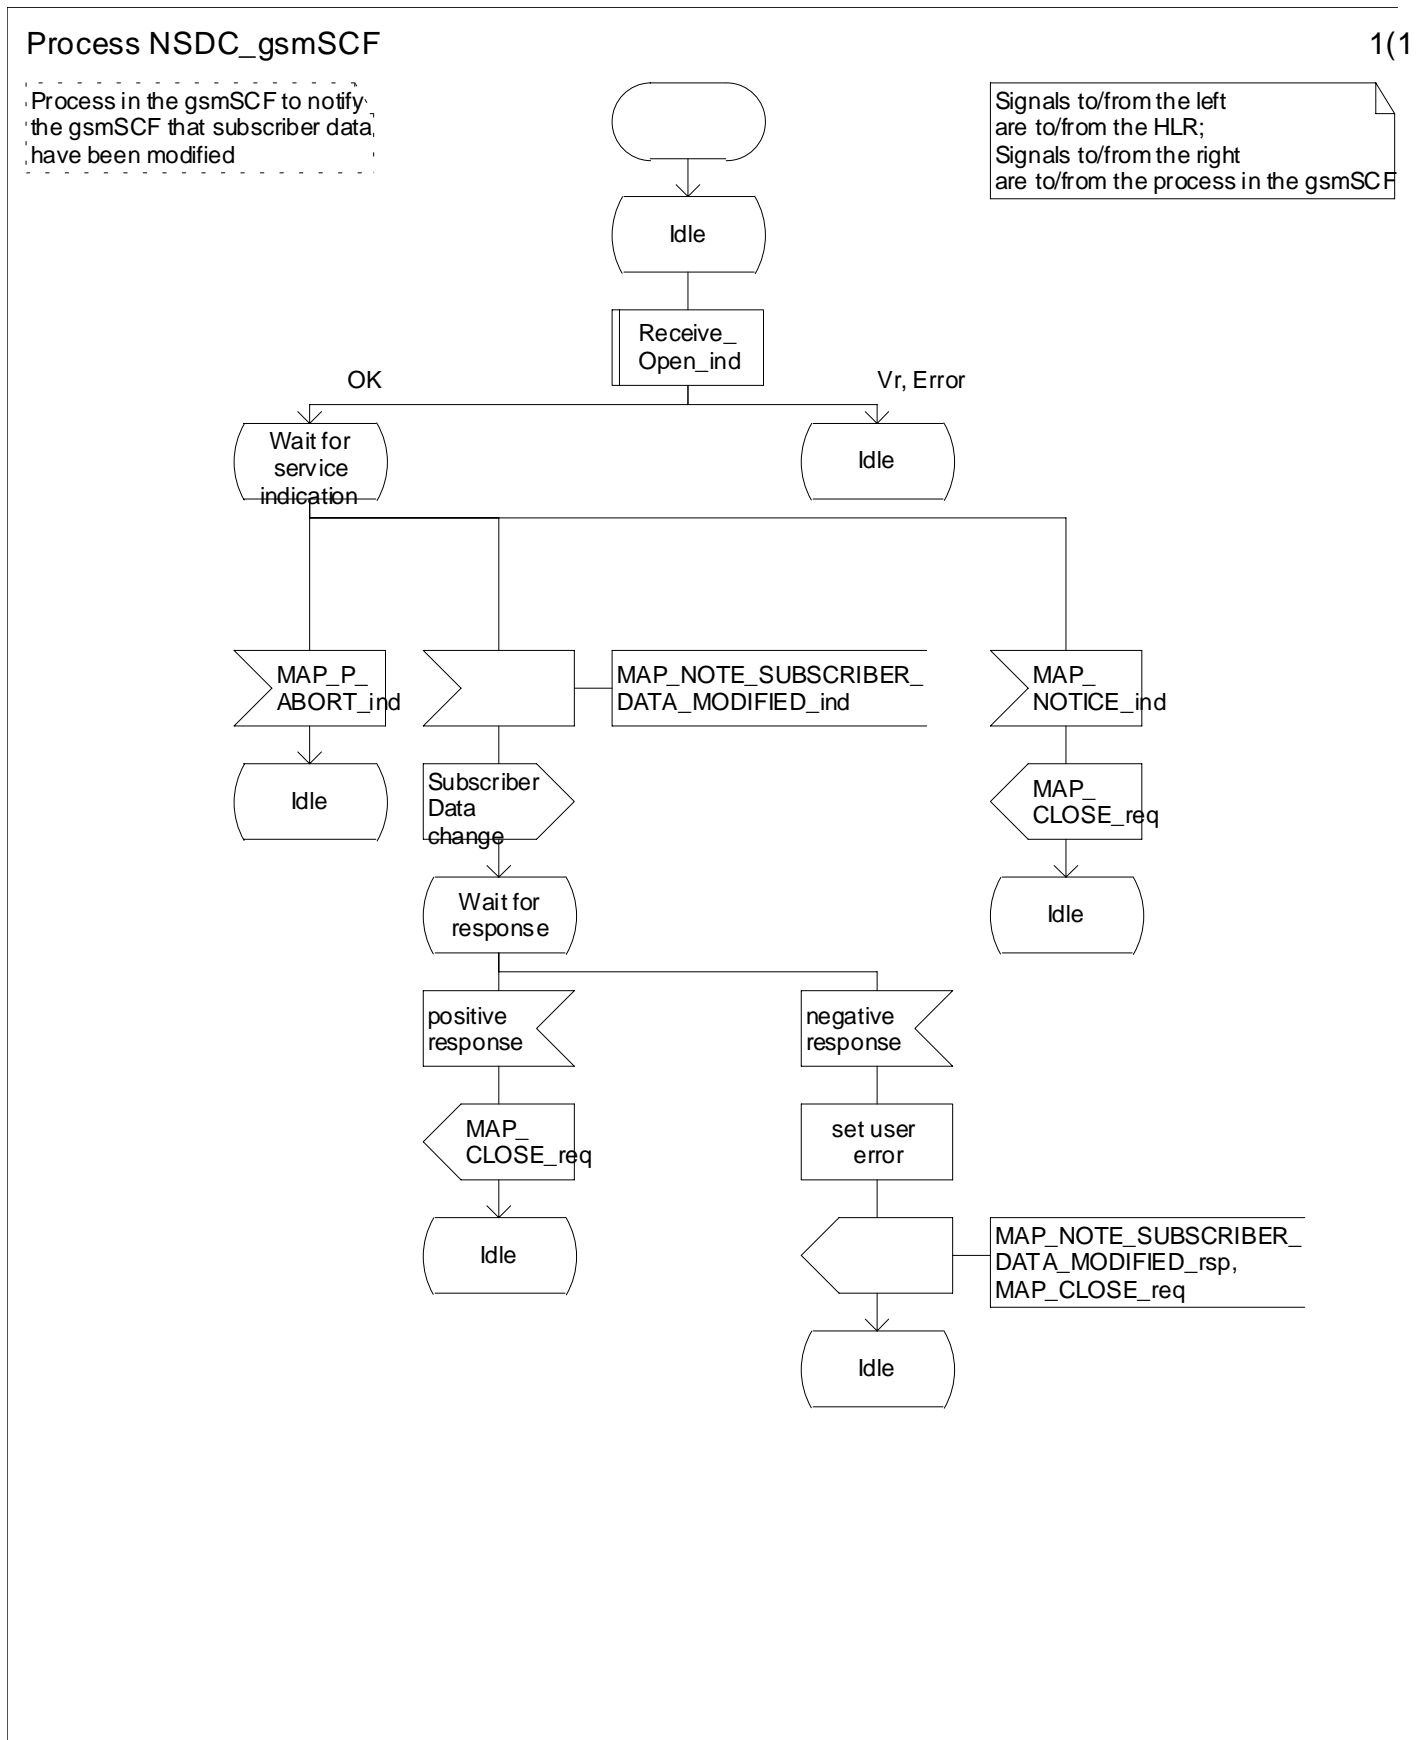 Process NSDC_gsmSCF
1(1
Process in the gsmSCF to notify
the gsmSCF that subscriber data
have been modified
Signals to/from the left
are to/from the HLR;
Signals to/from the right
are to/from the process in the gsmSCF
Idle
Receive_
Open_ind
OK
Vr, Error
Wait for
service
indication
Idle
MAP_P_
ABORT_ind
MAP_NOTE_SUBSCRIBER_
DATA_MODIFIED_ind
MAP_
NOTICE_ind
Idle
Subscriber
Data
change
MAP_
CLOSE_req
Wait for
response
Idle
positive
response
negative
response
MAP_
CLOSE_req
set user
error
Idle
MAP_NOTE_SUBSCRIBER_
DATA_MODIFIED_rsp,
MAP_CLOSE_req
Idle